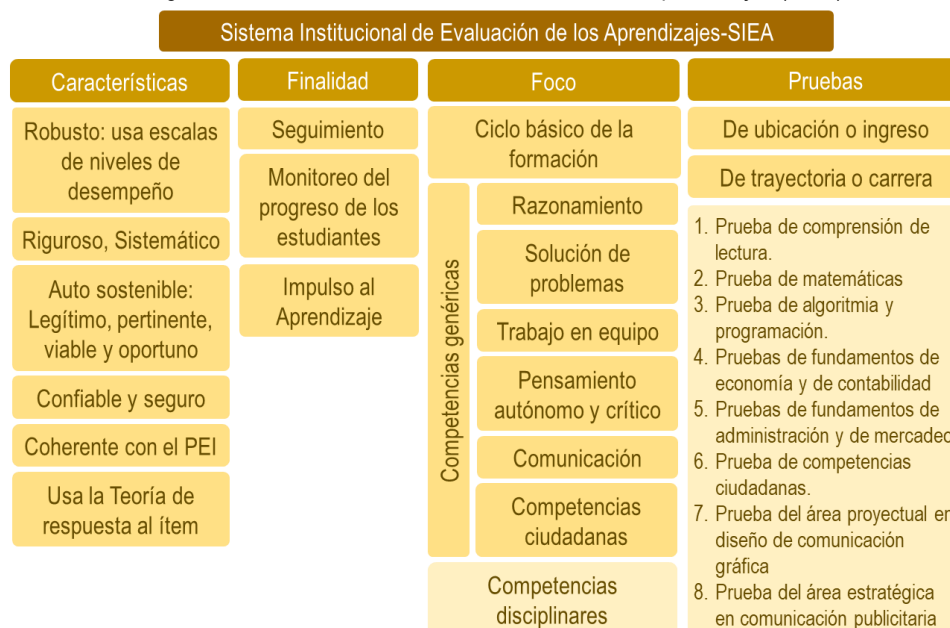 Sistema Institucional de Evaluación de los Aprendizajes-SIEA
Características
Robusto: usa escalas
de niveles de
desempeño
Riguroso, Sistemático
Auto sostenible:
Legítimo, pertinente,
viable y oportuno
Confiable y seguro
Coherente con el PEI
Usa la Teoría de
respuesta al ítem
Finalidad
Seguimiento
Monitoreo del
progreso de los
estudiantes
Impulso al
Aprendizaje
Foco
Ciclo básico de la
formación
Competencias genéricas
Razonamiento
Solución de
problemas
Trabajo en equipo
Pensamiento
autónomo y crítico
Comunicación
Competencias
ciudadanas
Competencias
disciplinares
Pruebas
De ubicación o ingreso
De trayectoria o carrera
1. Prueba de comprensión de
lectura.
2. Prueba de matemáticas
3. Prueba de algoritmia y
programación.
4. Pruebas de fundamentos de
economía y de contabilidad
5. Pruebas de fundamentos de
administración y de mercadeo
6. Prueba de competencias
ciudadanas.
7. Prueba del área proyectual en
diseño de comunicación
gráfica
8. Prueba del área estratégica
en comunicación publicitaria